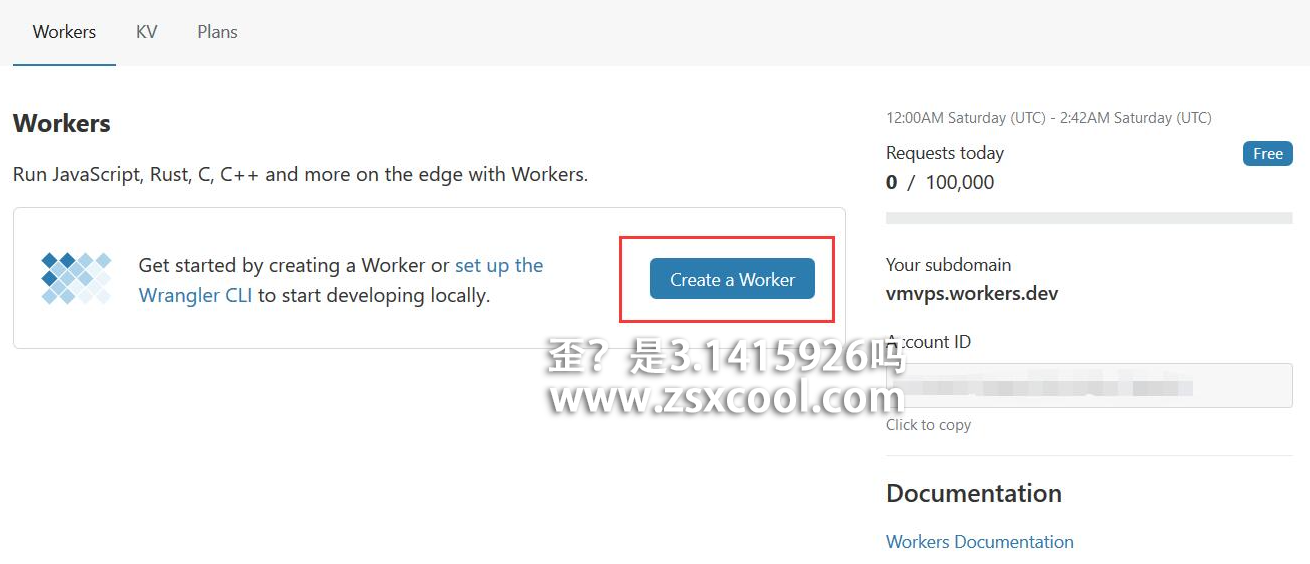 Workers KV Plans
Workers
Run JavaScript, Rust, C, C++ and more on the edge with Workers.
Get started by creating a Worker or set up the
Wrangler CLI to start developing locally.
Create a Worker
12:00AM Saturday (UTC) - 2:42AM Saturday (UTC)
Requests today
Free
0 / 100,000
Your subdomain
vmvps.workers.dev
Account ID
Click to copy
Documentation
Workers Documentation
歪？是3.1415926吗
www.zsxcool.com